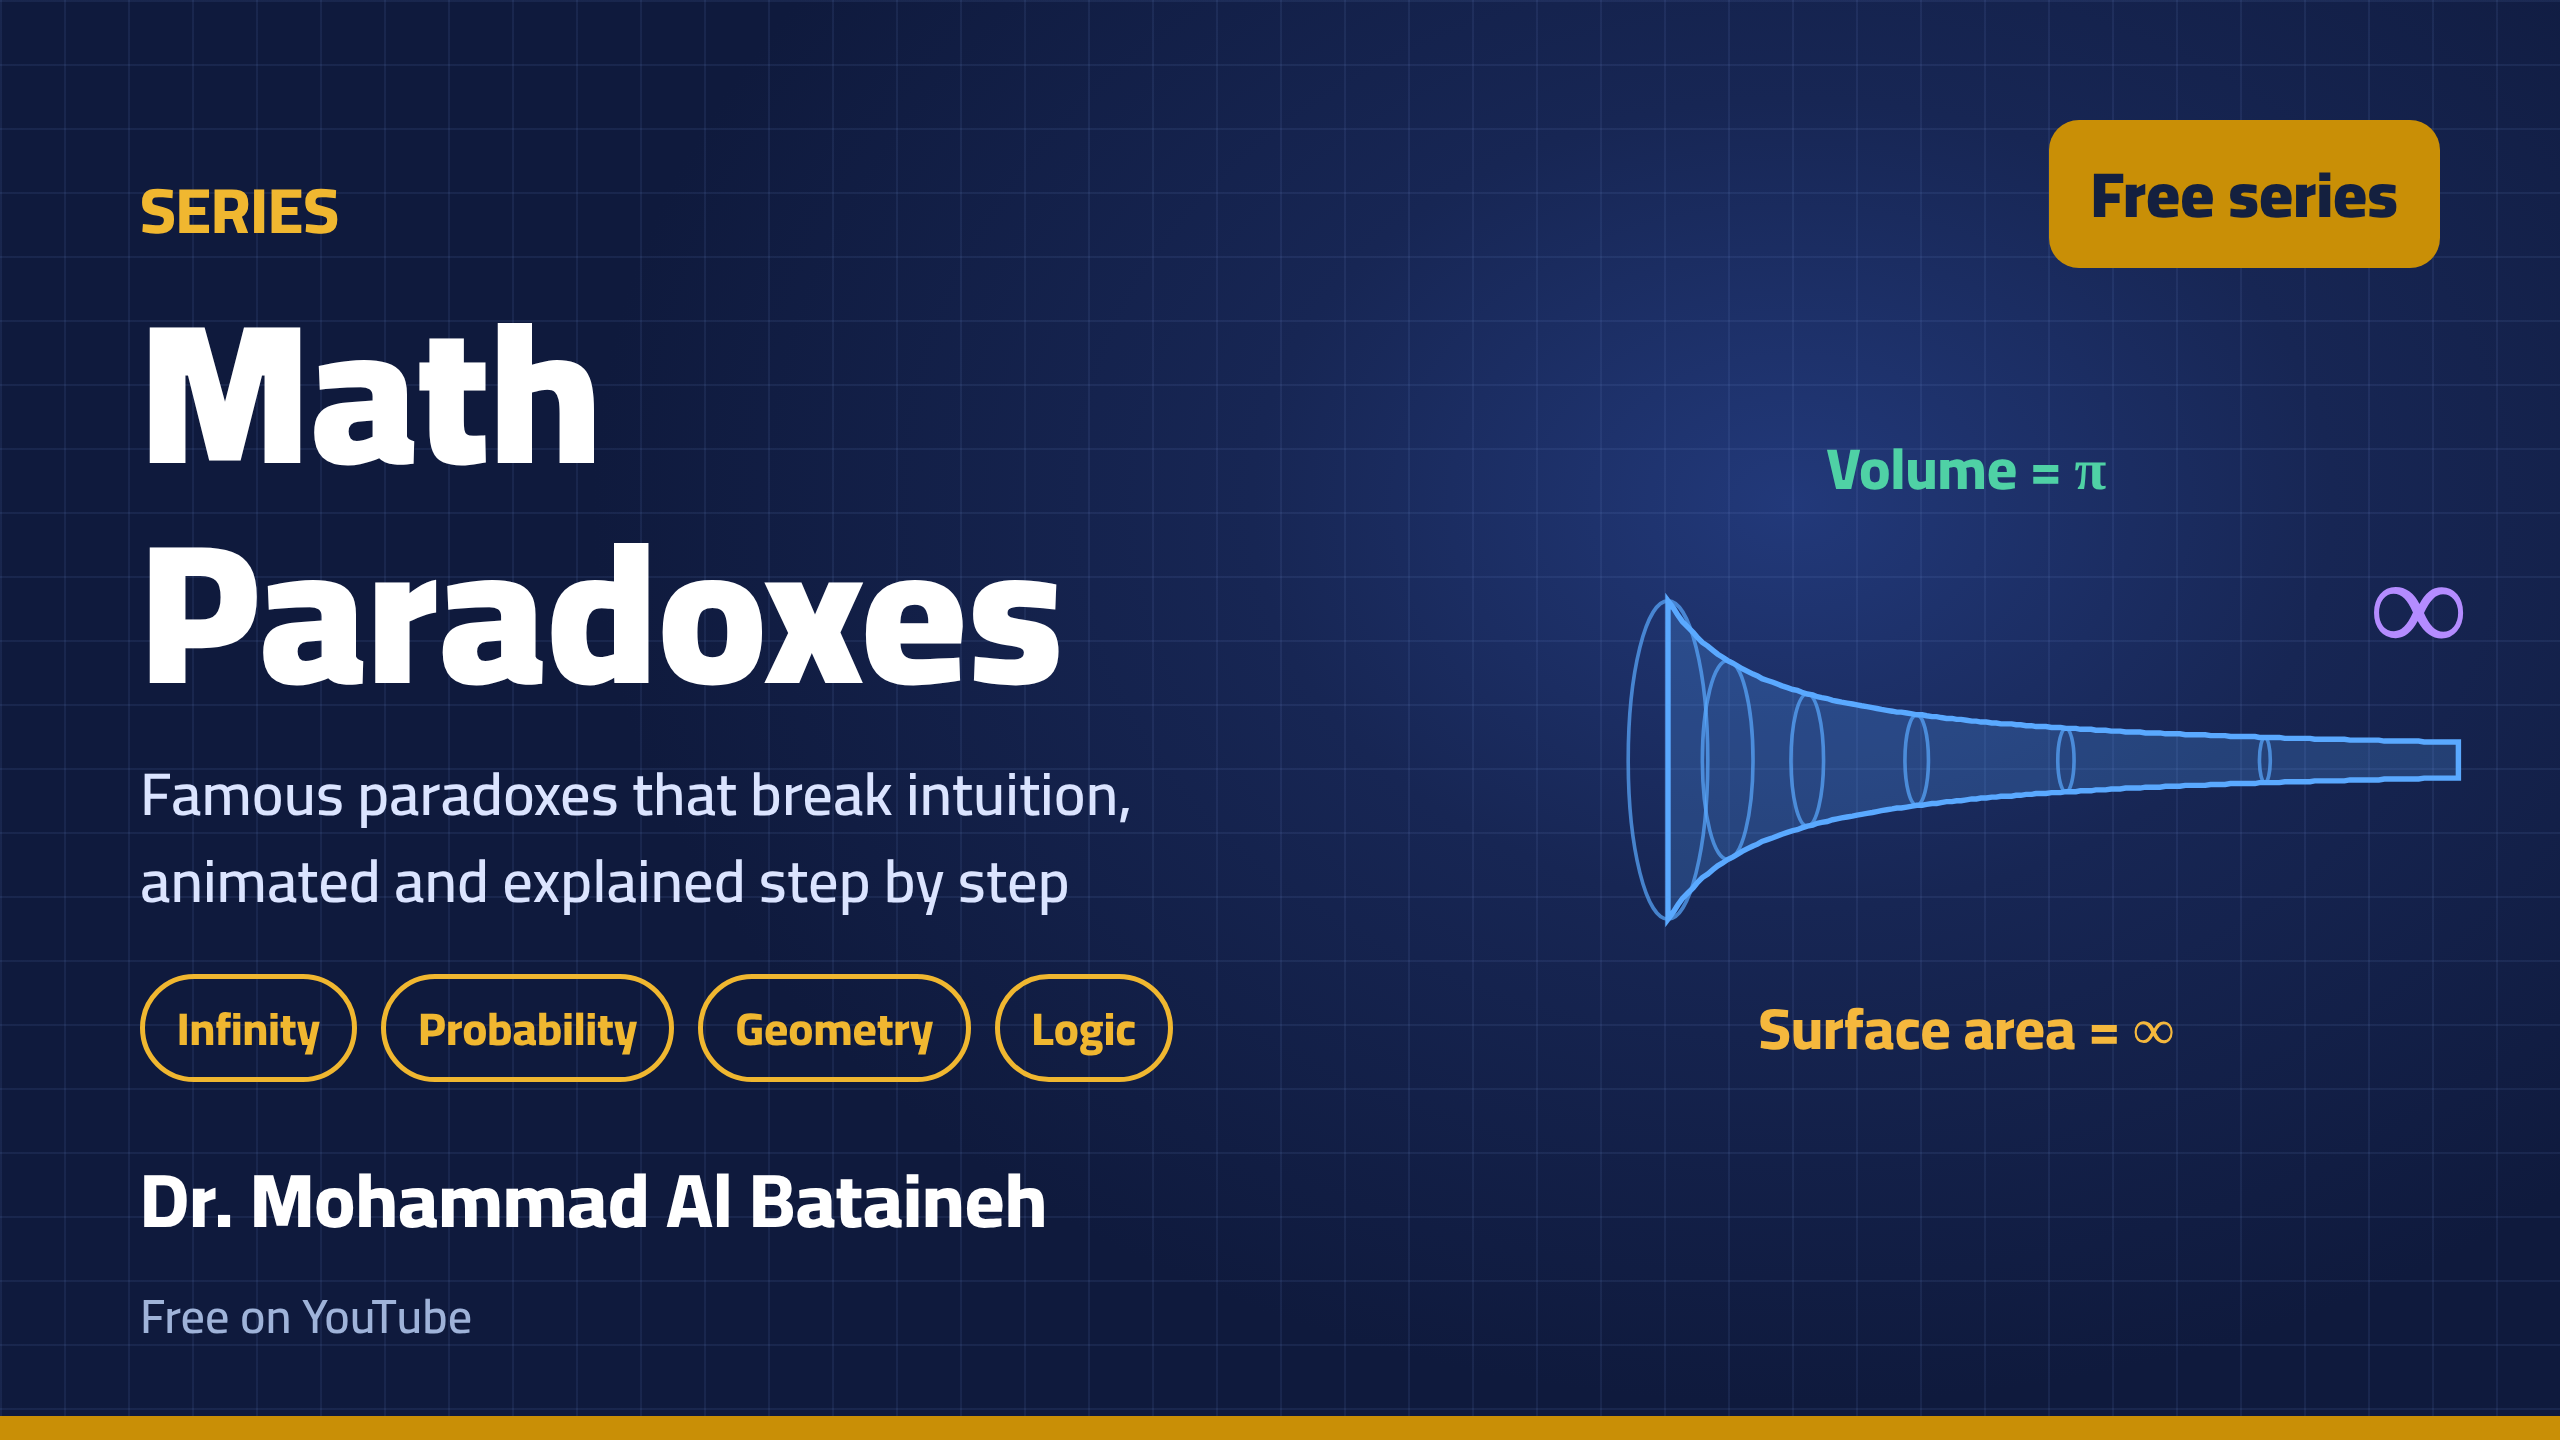 SERIES
Free series
Math
Paradoxes
Famous paradoxes that break intuition,
animated and explained step by step
Infinity
Probability
Geometry
Logic
Dr. Mohammad Al Bataineh
Free on YouTube
Volume = π
∞
Surface area = ∞